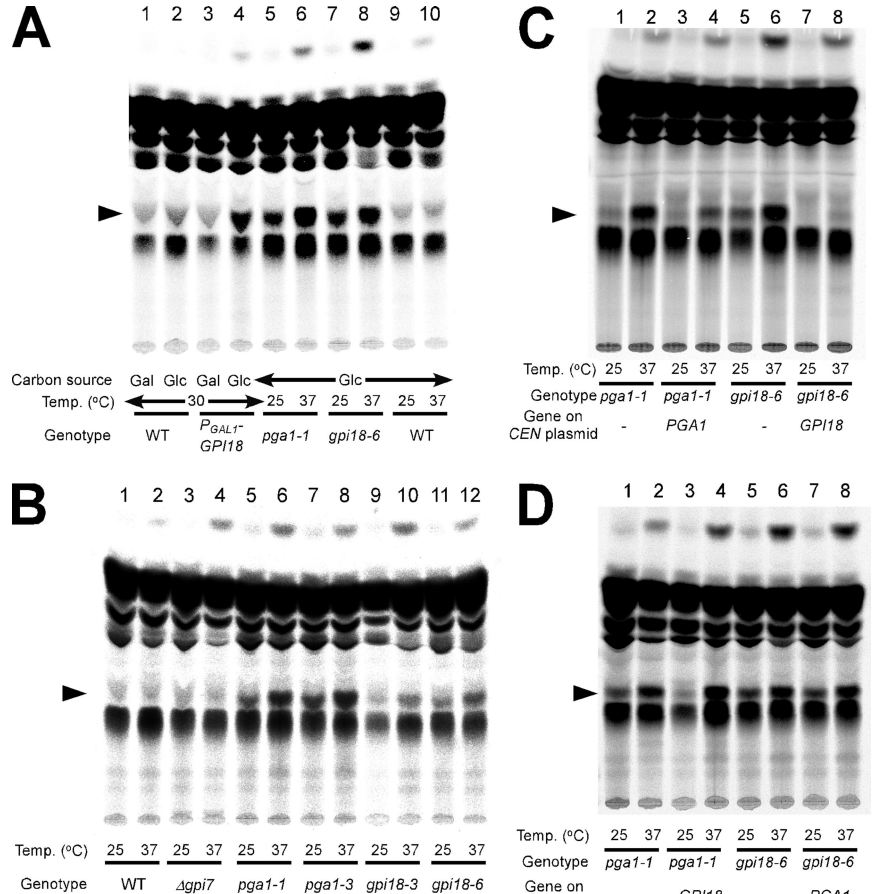 A
1 2 3 4 5 6 7 8 9 10
Carbon source Gal Glc Gal Glc Glc
Temp. (ºC) 30 25 37 25 37 25 37
Genotype WT PGAL1-GPI18 pga1-1 gpi18-6 WT
B
1 2 3 4 5 6 7 8 9 10 11 12
Temp. (ºC) 25 37 25 37 25 37 25 37 25 37 25 37
Genotype WT Δgpi7 pga1-1 pga1-3 gpi18-3 gpi18-6
C
1 2 3 4 5 6 7 8
Temp. (ºC) 25 37 25 37 25 37 25 37
Genotype pga1-1 pga1-1 gpi18-6 gpi18-6
Gene on
CEN plasmid - PGA1 - GPI18
D
1 2 3 4 5 6 7 8
Temp. (ºC) 25 37 25 37 25 37 25 37
Genotype pga1-1 pga1-1 gpi18-6 gpi18-6
Gene on GPI18 PGA1